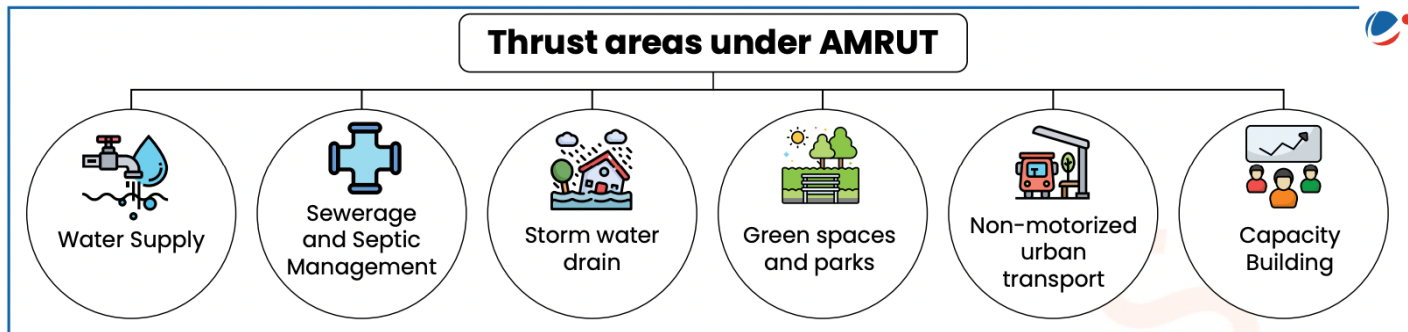 Thrust areas under AMRUT
Water Supply
Sewerage
and Septic
Management
Storm water
drain
Green spaces
and parks
Non-motorized
urban
transport
Capacity
Building